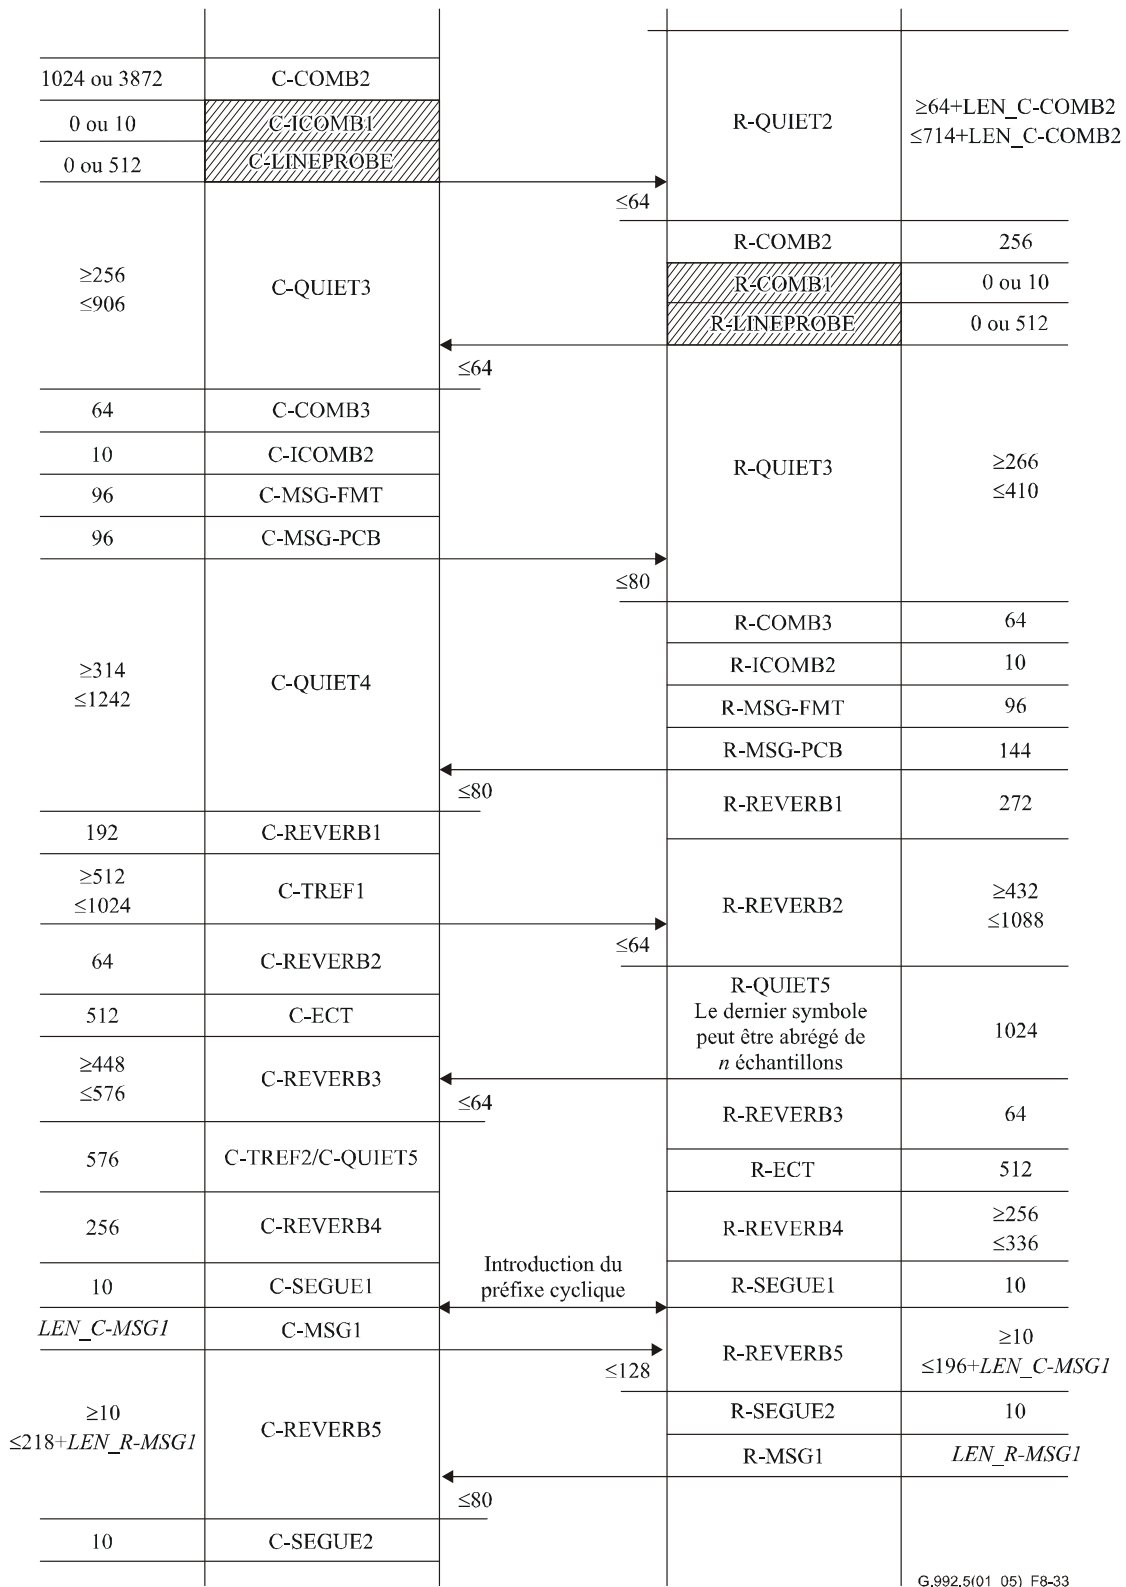 1024 ou 3872
C-COMB2
0 ou 10
C-ICOMB1
0 ou 512
C-LINEPROBE
R-QUIET2
≥64+LEN_C-COMB2
≤714+LEN_C-COMB2
≤64
R-COMB2
256
≥256
≤906
C-QUIET3
R-COMB1
0 ou 10
R-LINEPROBE
0 ou 512
≤64
64
C-COMB3
10
C-ICOMB2
96
C-MSG-FMT
96
C-MSG-PCB
R-QUIET3
≥266
≤410
≤80
R-COMB3
64
R-ICOMB2
10
≥314
≤1242
C-QUIET4
R-MSG-FMT
96
R-MSG-PCB
144
≤80
R-REVERB1
272
192
C-REVERB1
≥512
≤1024
C-TREF1
R-REVERB2
≥432
≤1088
≤64
64
C-REVERB2
R-QUIET5
Le dernier symbole
peut être abrégé de
n échantillons
1024
512
C-ECT
≥448
≤576
C-REVERB3
≤64
R-REVERB3
64
576
C-TREF2/C-QUIET5
R-ECT
512
256
C-REVERB4
R-REVERB4
≥256
≤336
Introduction du
préfixe cyclique
10
C-SEGUE1
R-SEGUE1
10
LEN_C-MSG1
C-MSG1
R-REVERB5
≥10
≤196+LEN_C-MSG1
≤128
≥10
≤218+LEN_R-MSG1
C-REVERB5
R-SEGUE2
10
R-MSG1
LEN_R-MSG1
≤80
10
C-SEGUE2
G.992.5(01_05)_F8-33